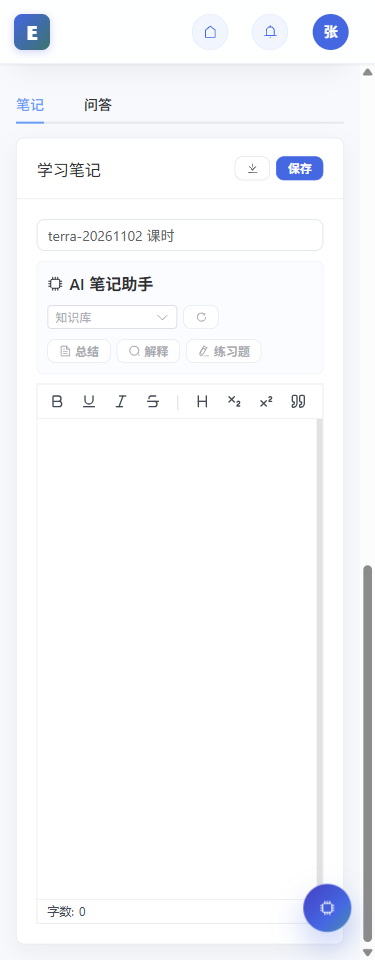 E
张
笔记 问答
学习笔记 保存
terra-20261102 课时
AI 笔记助手
知识库
总结 解释 练习题
B U I S H x₂ x²
字数: 0